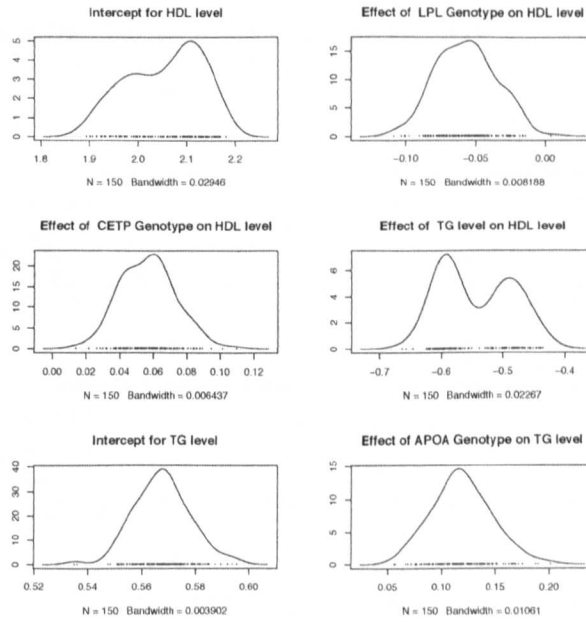 Intercept for HDL level
0 1 2 3 4 5
1.8 1.9 2.0 2.1 2.2
N = 150 Bandwidth = 0.02946
Effect of LPL Genotype on HDL level
0 5 10 15
−0.10 −0.05 0.00
N = 150 Bandwidth = 0.008188
Effect of CETP Genotype on HDL level
0 5 10 15 20
0.00 0.02 0.04 0.06 0.08 0.10 0.12
N = 150 Bandwidth = 0.006437
Effect of TG level on HDL level
0 2 4 6
−0.7 −0.6 −0.5 −0.4
N = 150 Bandwidth = 0.02267
Intercept for TG level
0 10 20 30 40
0.52 0.54 0.56 0.58 0.60
N = 150 Bandwidth = 0.003902
Effect of APOA Genotype on TG level
0 5 10 15
0.05 0.10 0.15 0.20
N = 150 Bandwidth = 0.01061